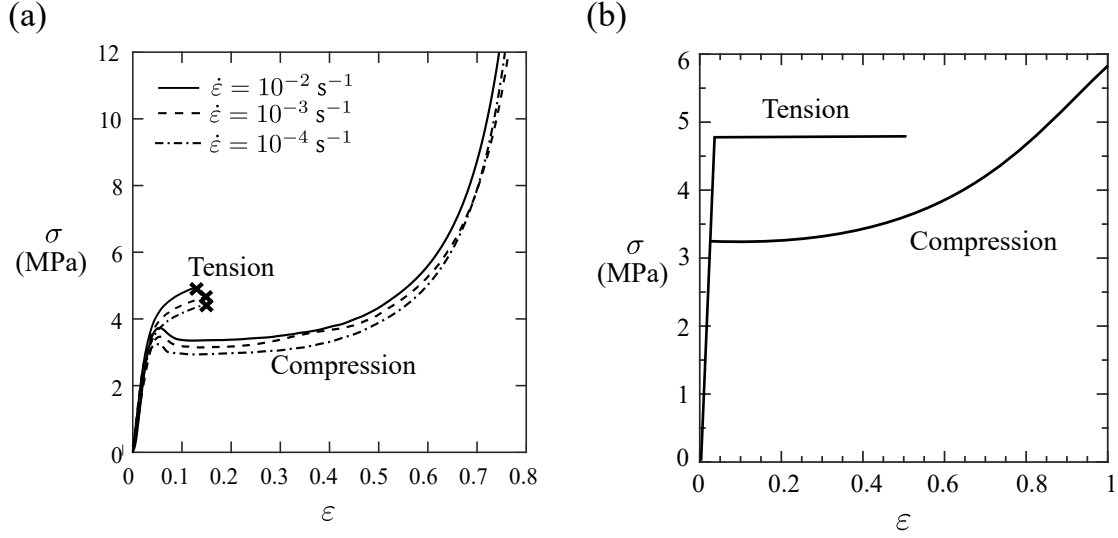 (a)
12
10
8
6
4
2
0
σ
(MPa)
ε̇ = 10⁻² s⁻¹
ε̇ = 10⁻³ s⁻¹
ε̇ = 10⁻⁴ s⁻¹
Tension
Compression
0 0.1 0.2 0.3 0.4 0.5 0.6 0.7 0.8
ε
(b)
6
5
4
3
2
1
0
σ
(MPa)
Tension
Compression
0 0.2 0.4 0.6 0.8 1
ε